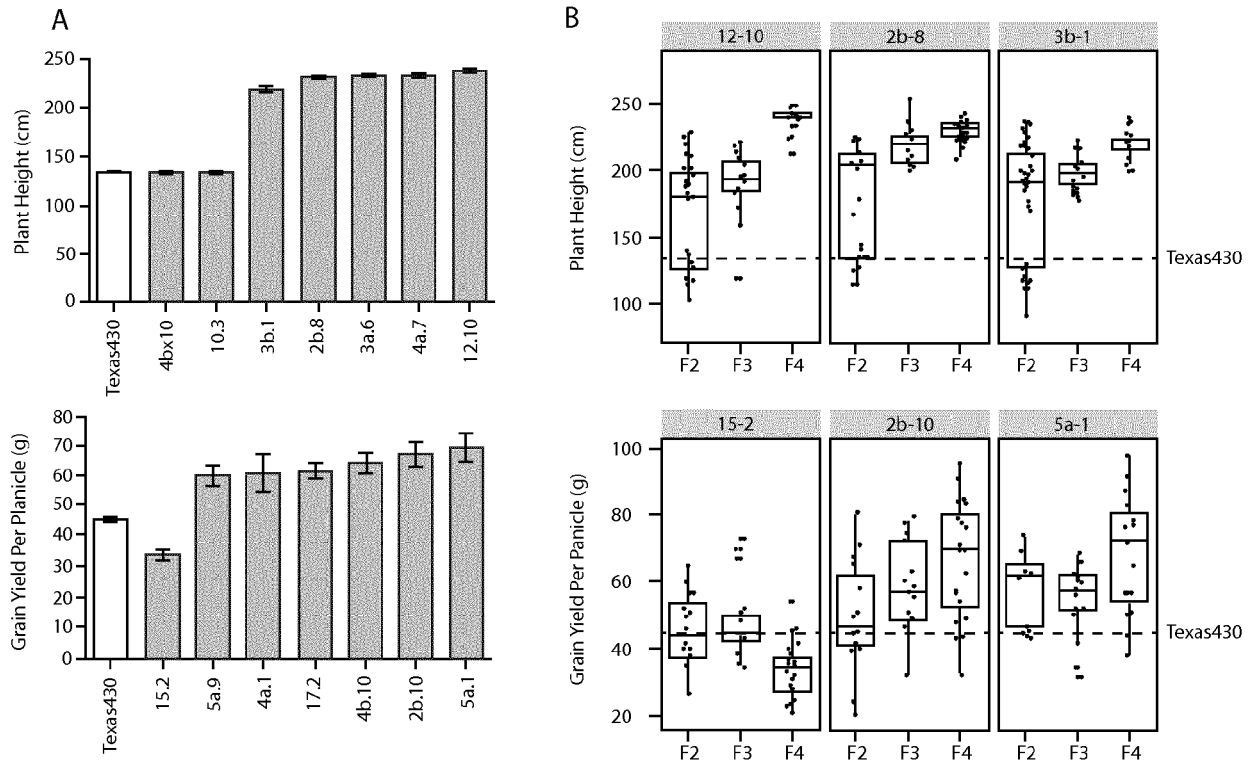 A
Plant Height (cm)
250
200
150
100
50
0
Texas430
4bx10
10.3
3b.1
2b.8
3a.6
4a.7
12.10
Grain Yield Per Planicle (g)
80
70
60
50
40
30
20
10
0
Texas430
15.2
5a.9
4a.1
17.2
4b.10
2b.10
5a.1
B
12-10 2b-8 3b-1
Plant Height (cm)
250
200
150
100
Texas430
F2 F3 F4 F2 F3 F4 F2 F3 F4
15-2 2b-10 5a-1
Grain Yield Per Panicle (g)
100
80
60
40
20
Texas430
F2 F3 F4 F2 F3 F4 F2 F3 F4